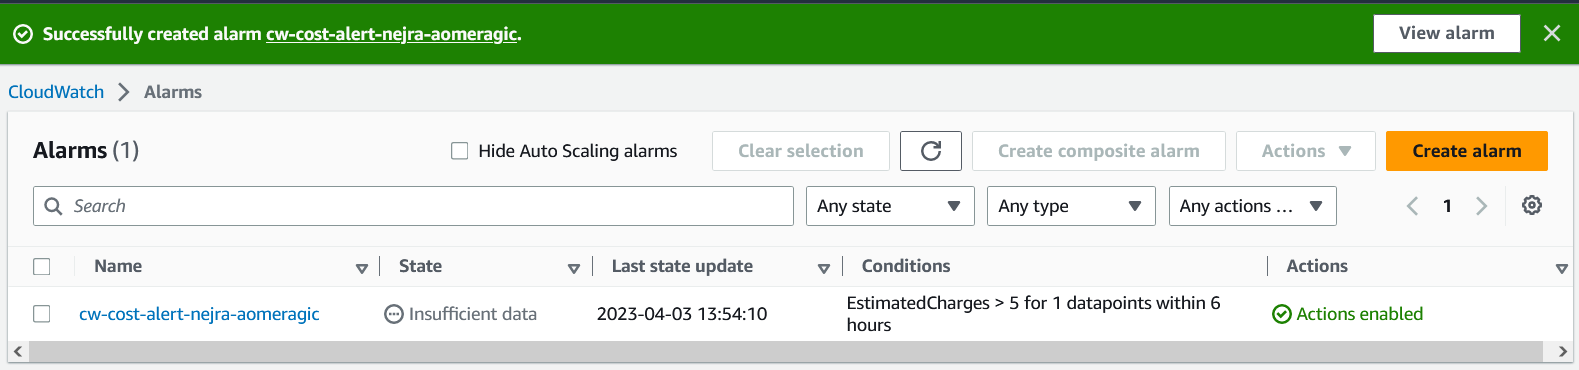 Successfully created alarm cw-cost-alert-nejra-aomeragic.
View alarm
CloudWatch
Alarms
Alarms (1)
Hide Auto Scaling alarms
Clear selection
Create composite alarm
Actions
Create alarm
Search
Any state
Any type
Any actions ...
1
Name
State
Last state update
Conditions
Actions
cw-cost-alert-nejra-aomeragic
Insufficient data
2023-04-03 13:54:10
EstimatedCharges > 5 for 1 datapoints within 6
hours
Actions enabled